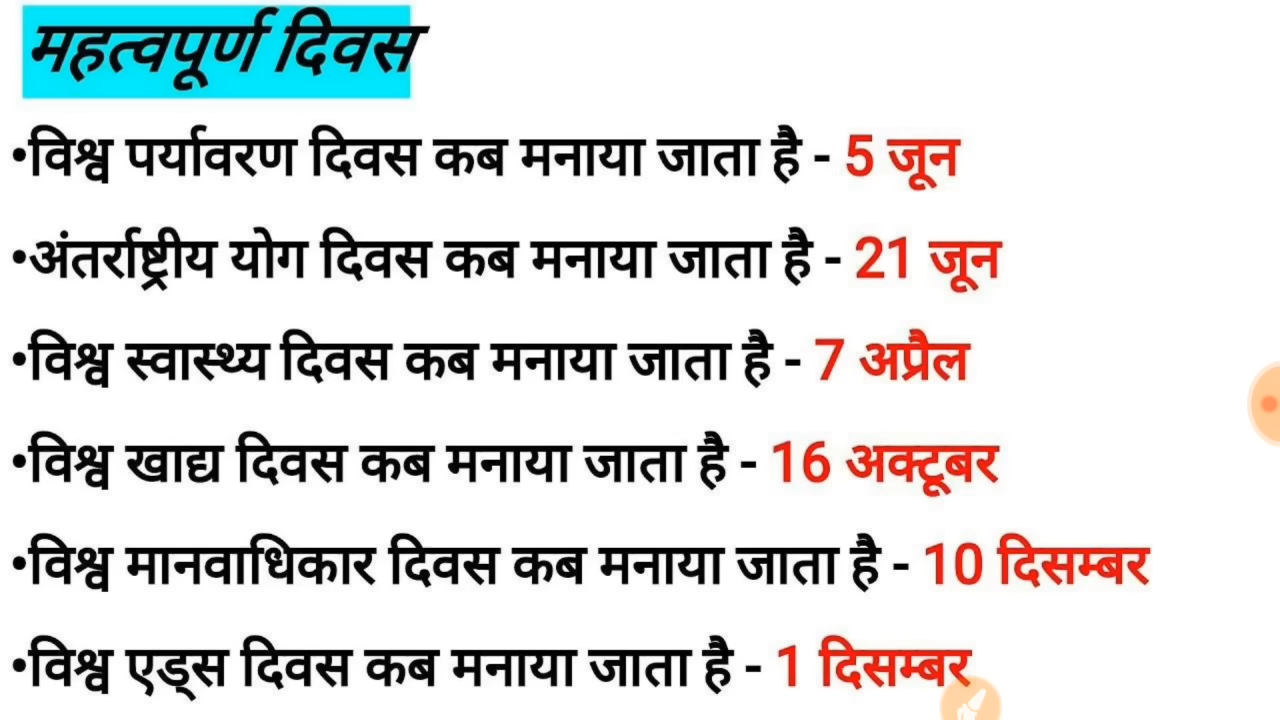 महत्वपूर्ण दिवस
•विश्व पर्यावरण दिवस कब मनाया जाता है - 5 जून
•अंतर्राष्ट्रीय योग दिवस कब मनाया जाता है - 21 जून
•विश्व स्वास्थ्य दिवस कब मनाया जाता है - 7 अप्रैल
•विश्व खाद्य दिवस कब मनाया जाता है - 16 अक्टूबर
•विश्व मानवाधिकार दिवस कब मनाया जाता है - 10 दिसम्बर
•विश्व एड्स दिवस कब मनाया जाता है - 1 दिसम्बर